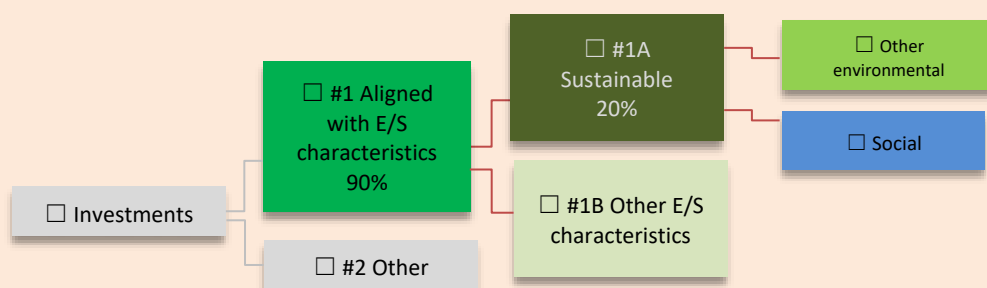 ☐ Investments
☐ #1 Aligned
with E/S
characteristics
90%
☐ #2 Other
☐ #1A
Sustainable
20%
☐ #1B Other E/S
characteristics
☐ Other
environmental
☐ Social